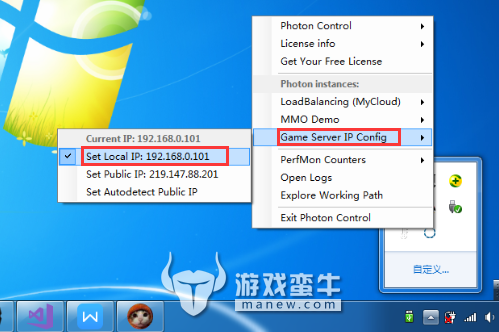 Photon Control
License info
Get Your Free License
Photon instances:
LoadBalancing (MyCloud)
MMO Demo
Game Server IP Config
PerfMon Counters
Open Logs
Explore Working Path
Exit Photon Control
Current IP: 192.168.0.101
Set Local IP: 192.168.0.101
Set Public IP: 219.147.88.201
Set Autodetect Public IP
自定义...
游戏蛮牛
manew.com